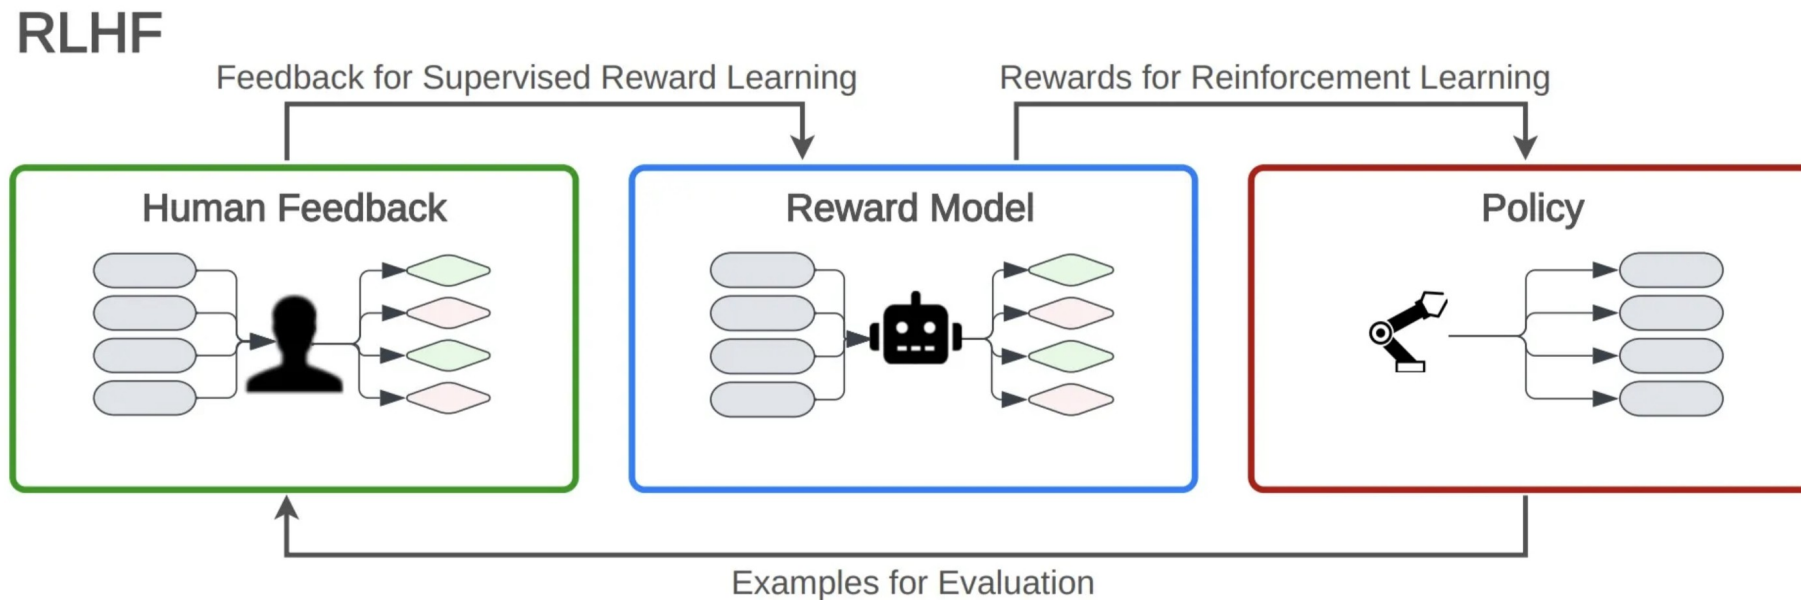 RLHF
Feedback for Supervised Reward Learning
Rewards for Reinforcement Learning
Human Feedback
Reward Model
Policy
Examples for Evaluation